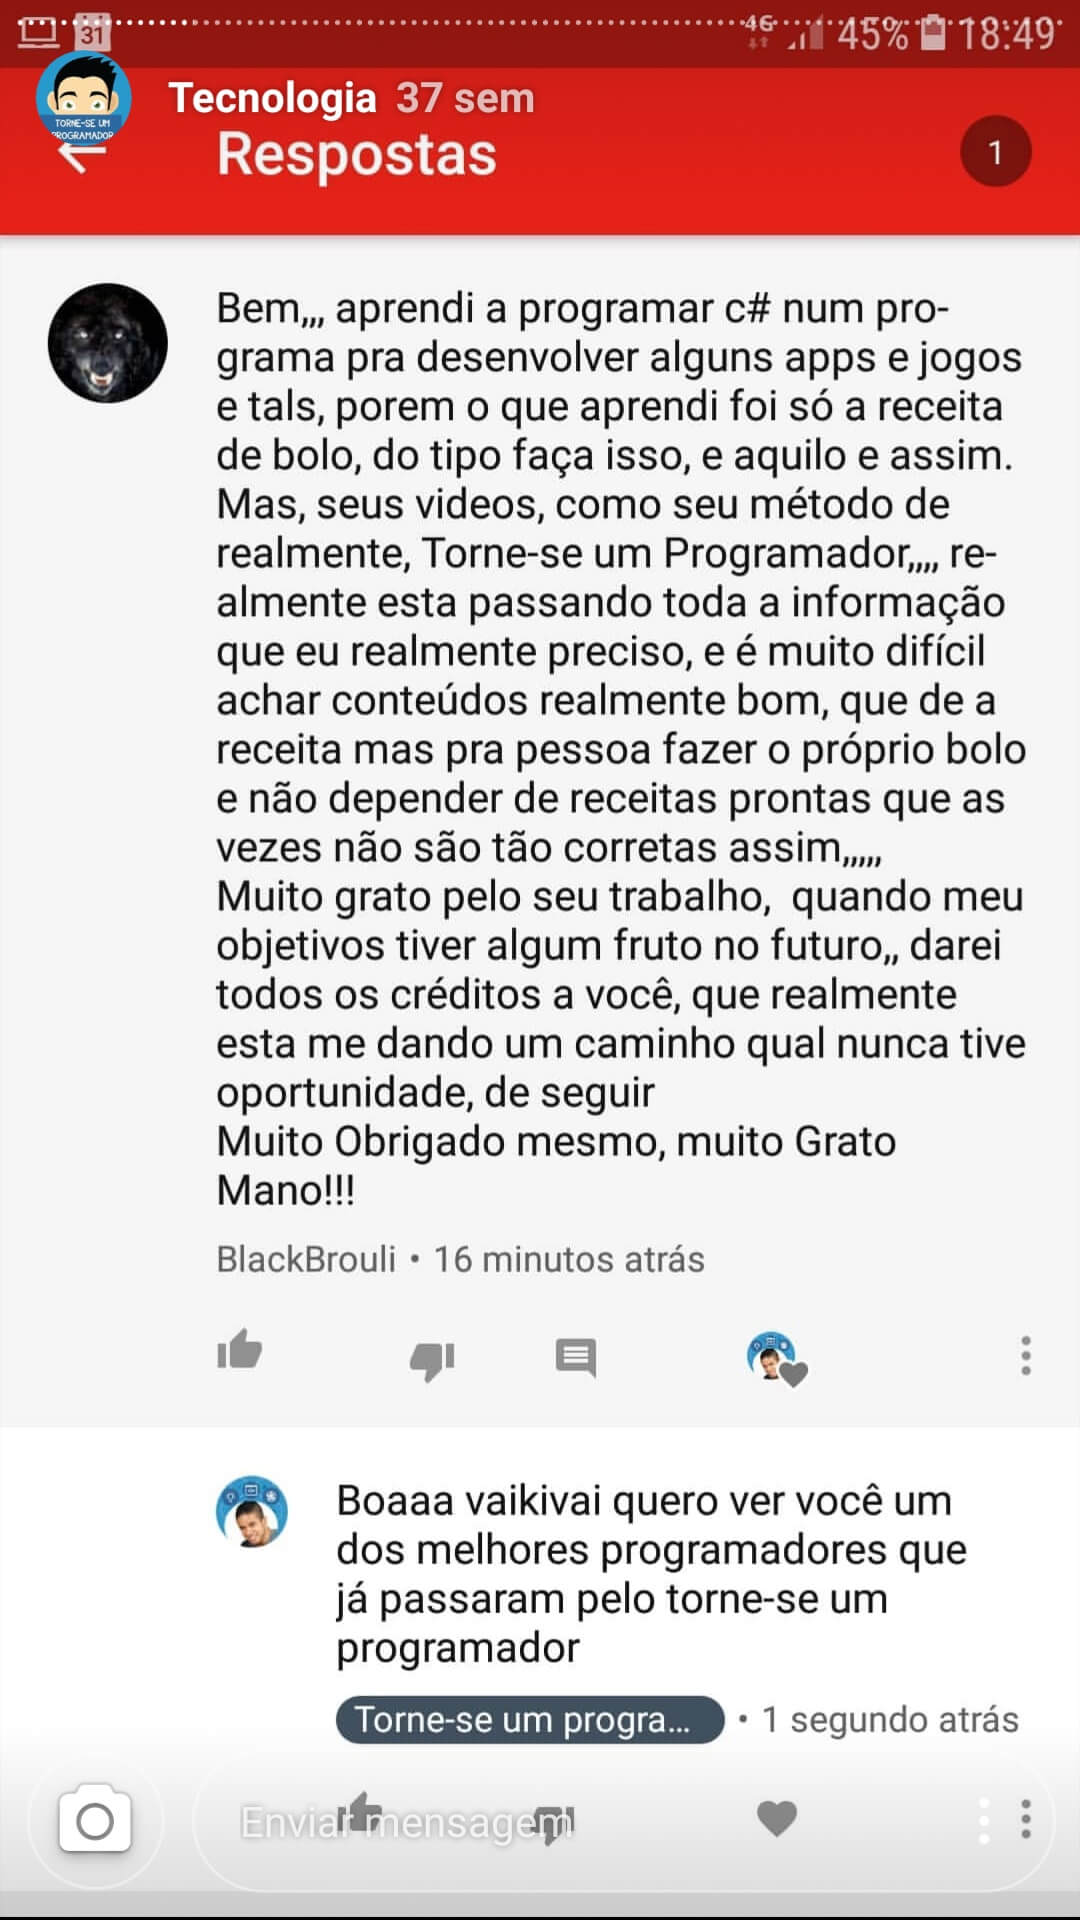 31
4G
45%
18:49
TORNE-SE UM
PROGRAMADOR
Tecnologia 37 sem
Respostas
1
Bem,,, aprendi a programar c# num pro-
grama pra desenvolver alguns apps e jogos
e tals, porem o que aprendi foi só a receita
de bolo, do tipo faça isso, e aquilo e assim.
Mas, seus videos, como seu método de
realmente, Torne-se um Programador,,,, re-
almente esta passando toda a informação
que eu realmente preciso, e é muito difícil
achar conteúdos realmente bom, que de a
receita mas pra pessoa fazer o próprio bolo
e não depender de receitas prontas que as
vezes não são tão corretas assim,,,,,
Muito grato pelo seu trabalho,  quando meu
objetivos tiver algum fruto no futuro,, darei
todos os créditos a você, que realmente
esta me dando um caminho qual nunca tive
oportunidade, de seguir
Muito Obrigado mesmo, muito Grato
Mano!!!
BlackBrouli • 16 minutos atrás
Boaaa vaikivai quero ver você um
dos melhores programadores que
já passaram pelo torne-se um
programador
Torne-se um progra... • 1 segundo atrás
Enviar mensagem